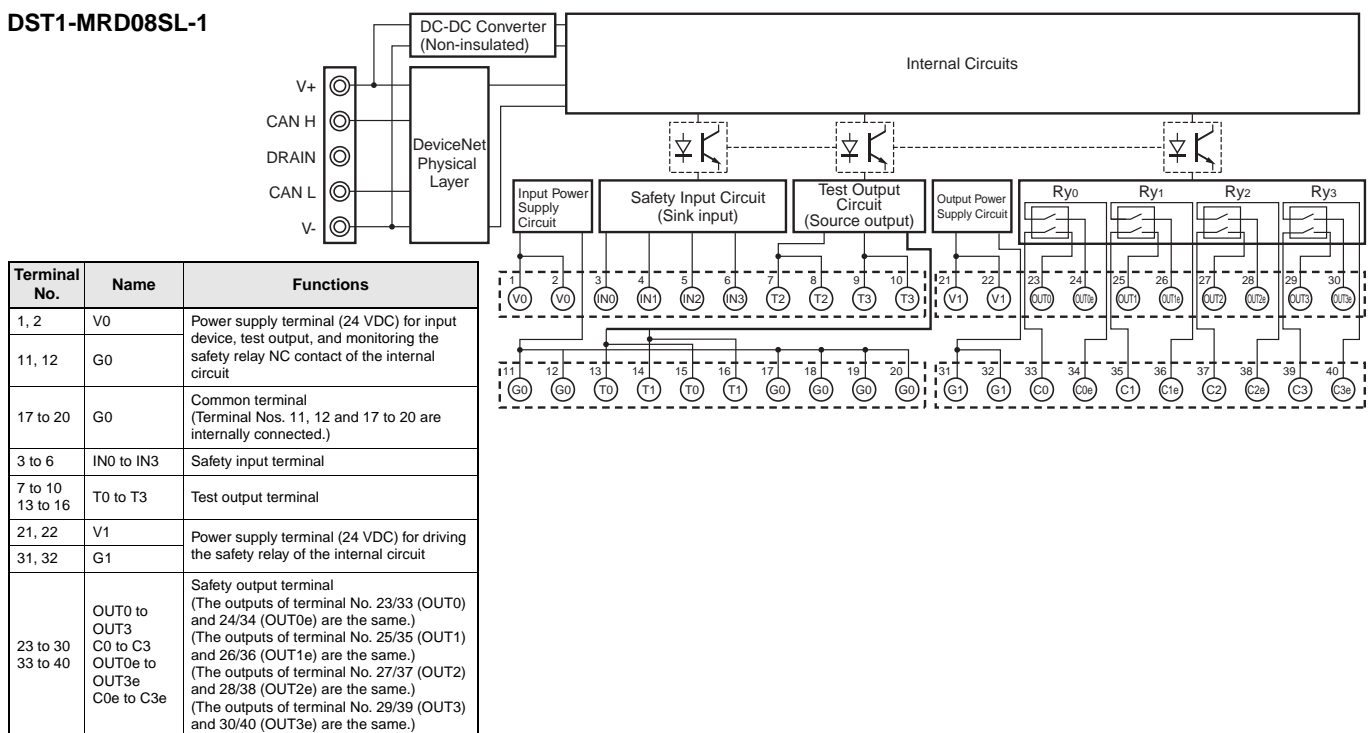 DST1-MRD08SL-1
DC-DC Converter
(Non-insulated)
Internal Circuits
V+
CAN H
DRAIN
CAN L
V-
DeviceNet
Physical
Layer
Input Power
Supply
Circuit
Safety Input Circuit
(Sink input)
Test Output
Circuit
(Source output)
Output Power
Supply Circuit
Ry0 Ry1 Ry2 Ry3
1 2 3 4 5 6 7 8 9 10
V0 V0 IN0 IN1 IN2 IN3 T2 T2 T3 T3
21 22 23 24 25 26 27 28 29 30
V1 V1 OUT0 OUT0e OUT1 OUT1e OUT2 OUT2e OUT3 OUT3e
11 12 13 14 15 16 17 18 19 20
G0 G0 T0 T1 T0 T1 G0 G0 G0 G0
31 32 33 34 35 36 37 38 39 40
G1 G1 C0 C0e C1 C1e C2 C2e C3 C3e
Terminal
No.
Name
Functions
1, 2
V0
11, 12
G0
Power supply terminal (24 VDC) for input
device, test output, and monitoring the
safety relay NC contact of the internal
circuit
17 to 20
G0
Common terminal
(Terminal Nos. 11, 12 and 17 to 20 are
internally connected.)
3 to 6
IN0 to IN3
Safety input terminal
7 to 10
13 to 16
T0 to T3
Test output terminal
21, 22
V1
31, 32
G1
Power supply terminal (24 VDC) for driving
the safety relay of the internal circuit
23 to 30
33 to 40
OUT0 to
OUT3
C0 to C3
OUT0e to
OUT3e
C0e to C3e
Safety output terminal
(The outputs of terminal No. 23/33 (OUT0)
and 24/34 (OUT0e) are the same.)
(The outputs of terminal No. 25/35 (OUT1)
and 26/36 (OUT1e) are the same.)
(The outputs of terminal No. 27/37 (OUT2)
and 28/38 (OUT2e) are the same.)
(The outputs of terminal No. 29/39 (OUT3)
and 30/40 (OUT3e) are the same.)